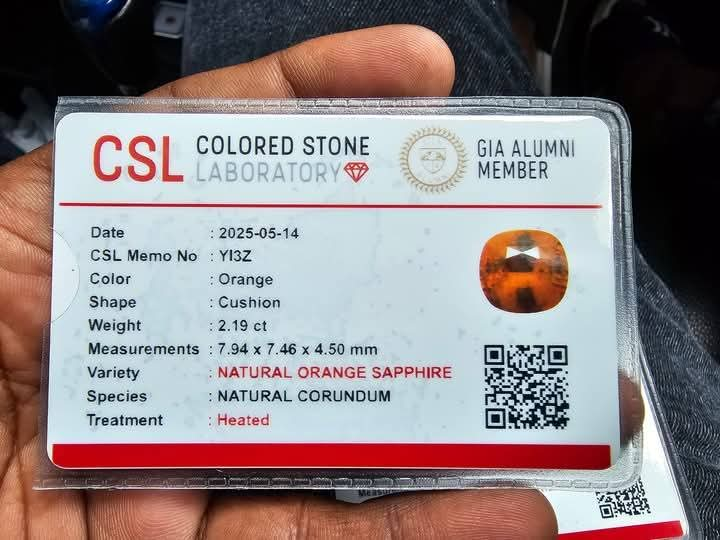 CSL COLORED STONE LABORATORY
GIA ALUMNI MEMBER
Date : 2025-05-14
CSL Memo No : YI3Z
Color : Orange
Shape : Cushion
Weight : 2.19 ct
Measurements : 7.94 x 7.46 x 4.50 mm
Variety : NATURAL ORANGE SAPPHIRE
Species : NATURAL CORUNDUM
Treatment : Heated